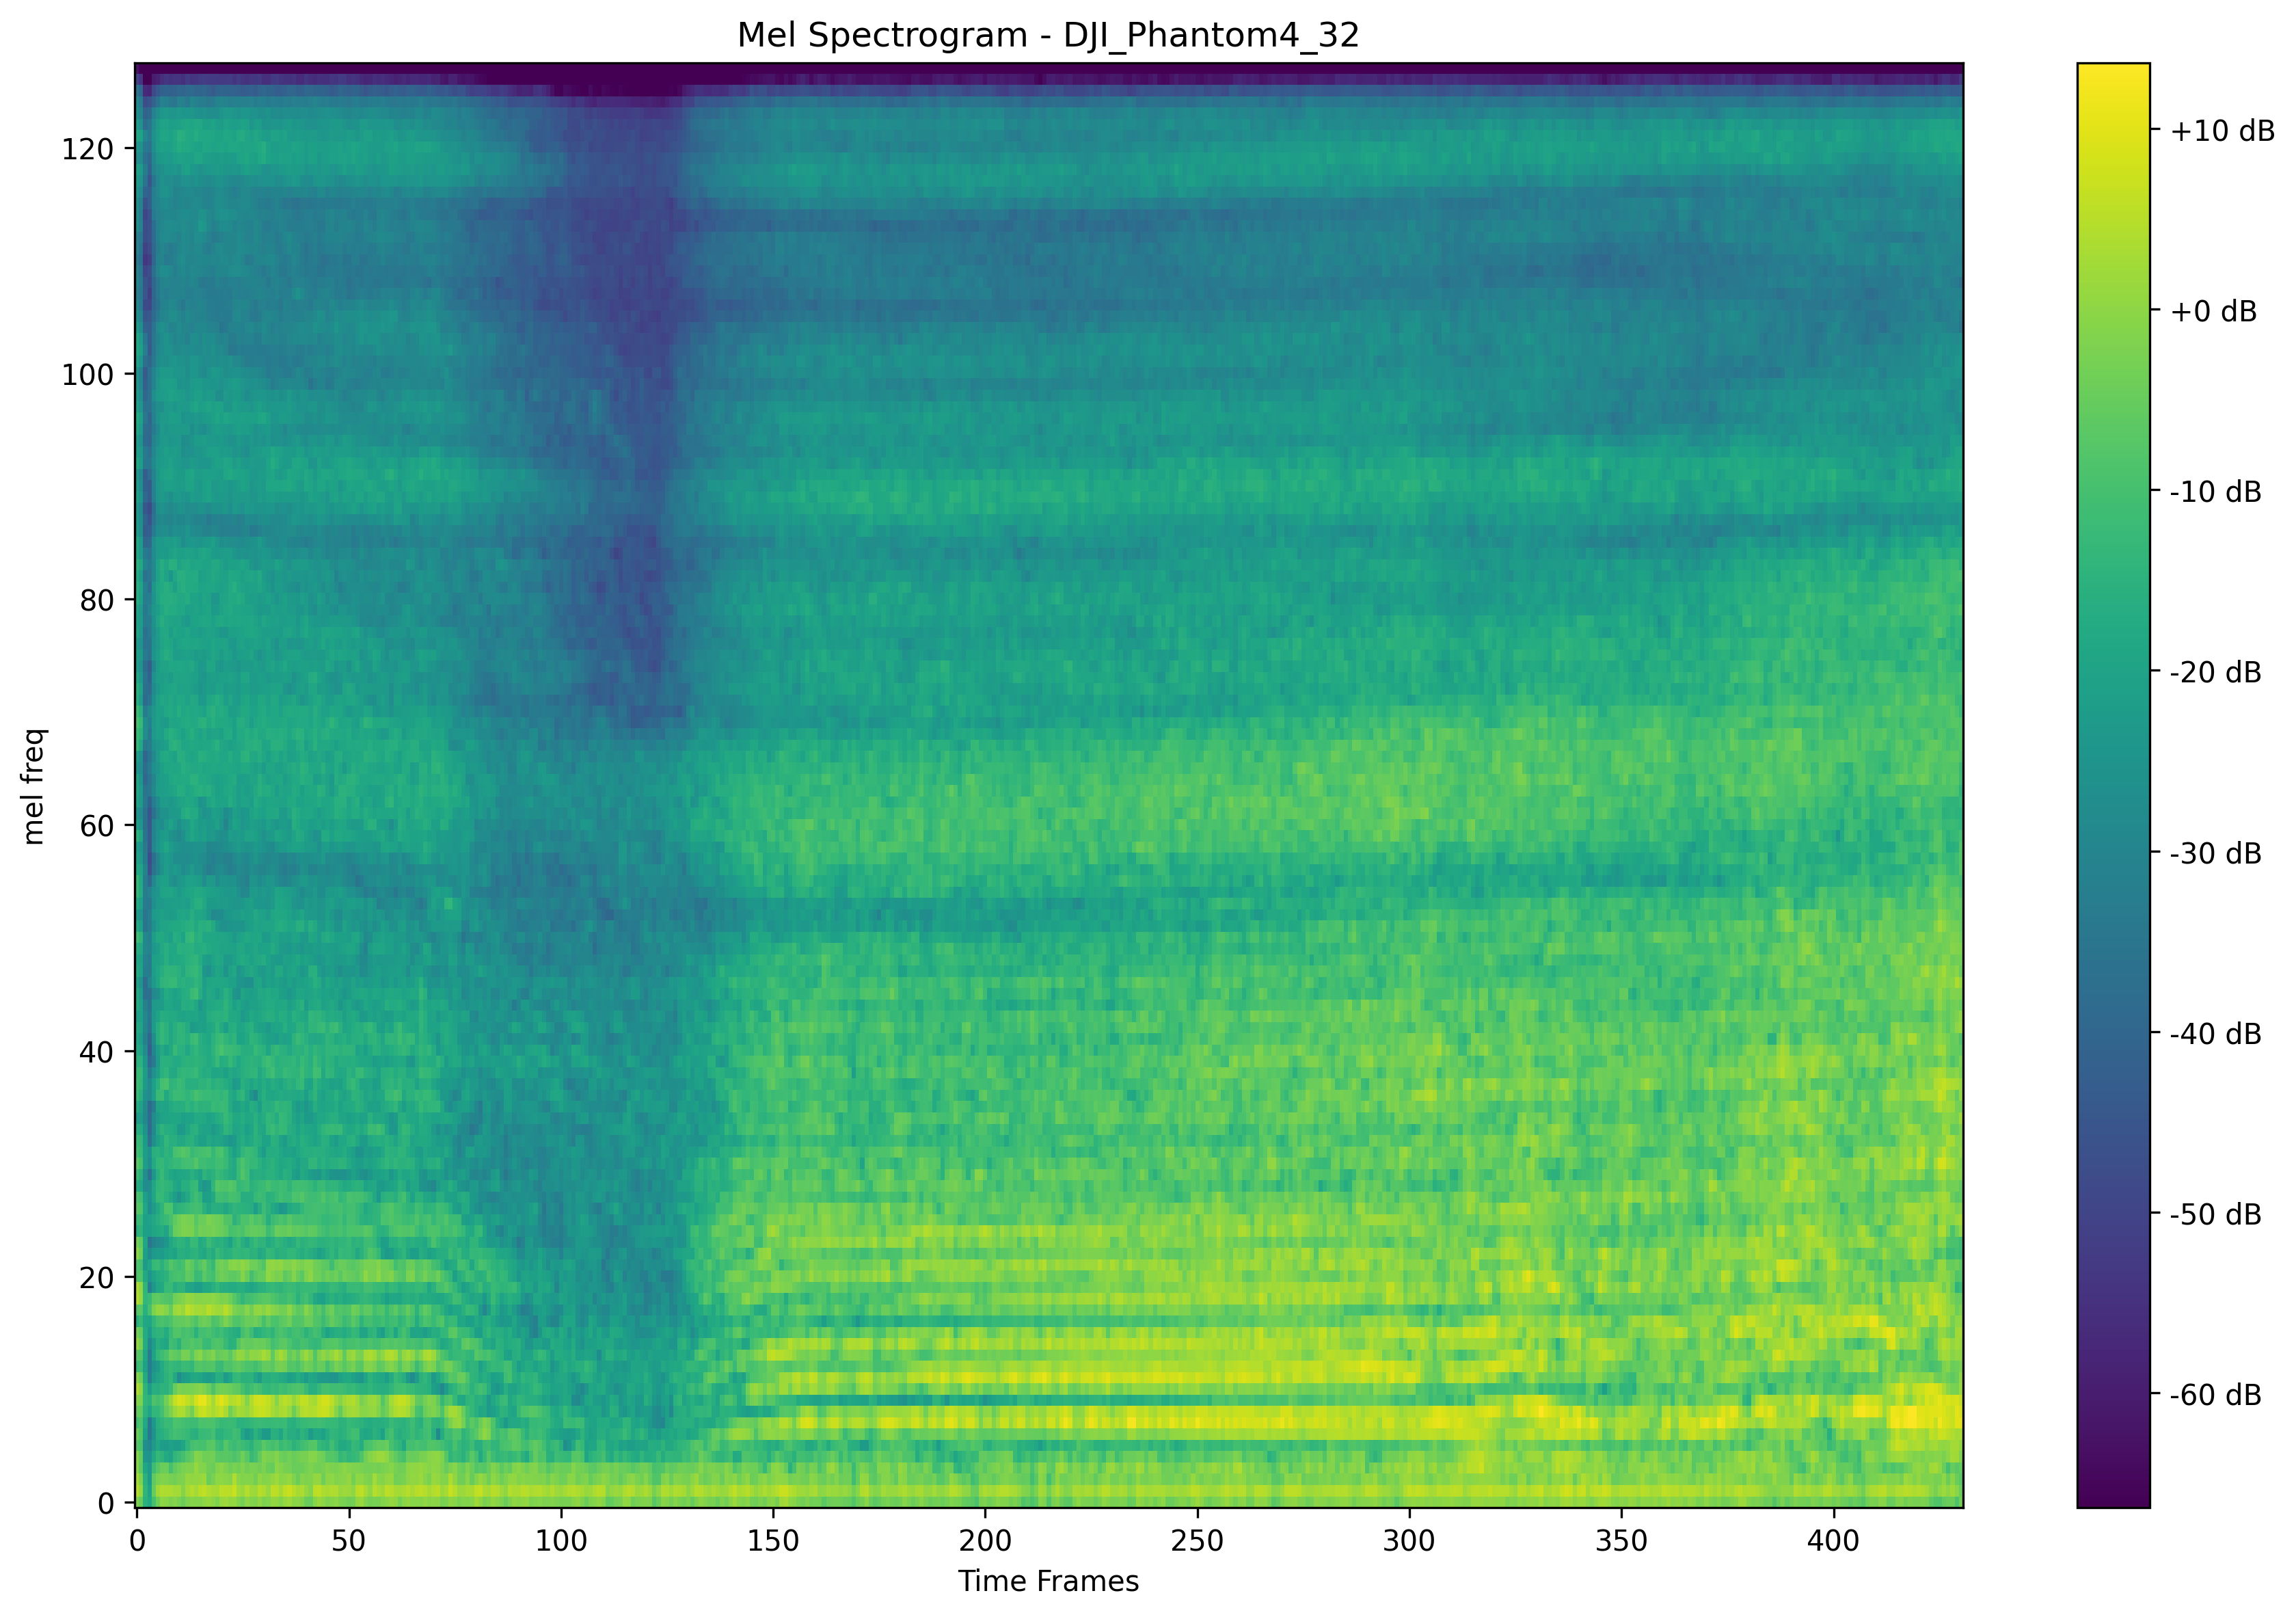 Mel Spectrogram - DJI_Phantom4_32
mel freq
120
100
80
60
40
20
0
0 50 100 150 200 250 300 350 400
Time Frames
+10 dB
+0 dB
-10 dB
-20 dB
-30 dB
-40 dB
-50 dB
-60 dB